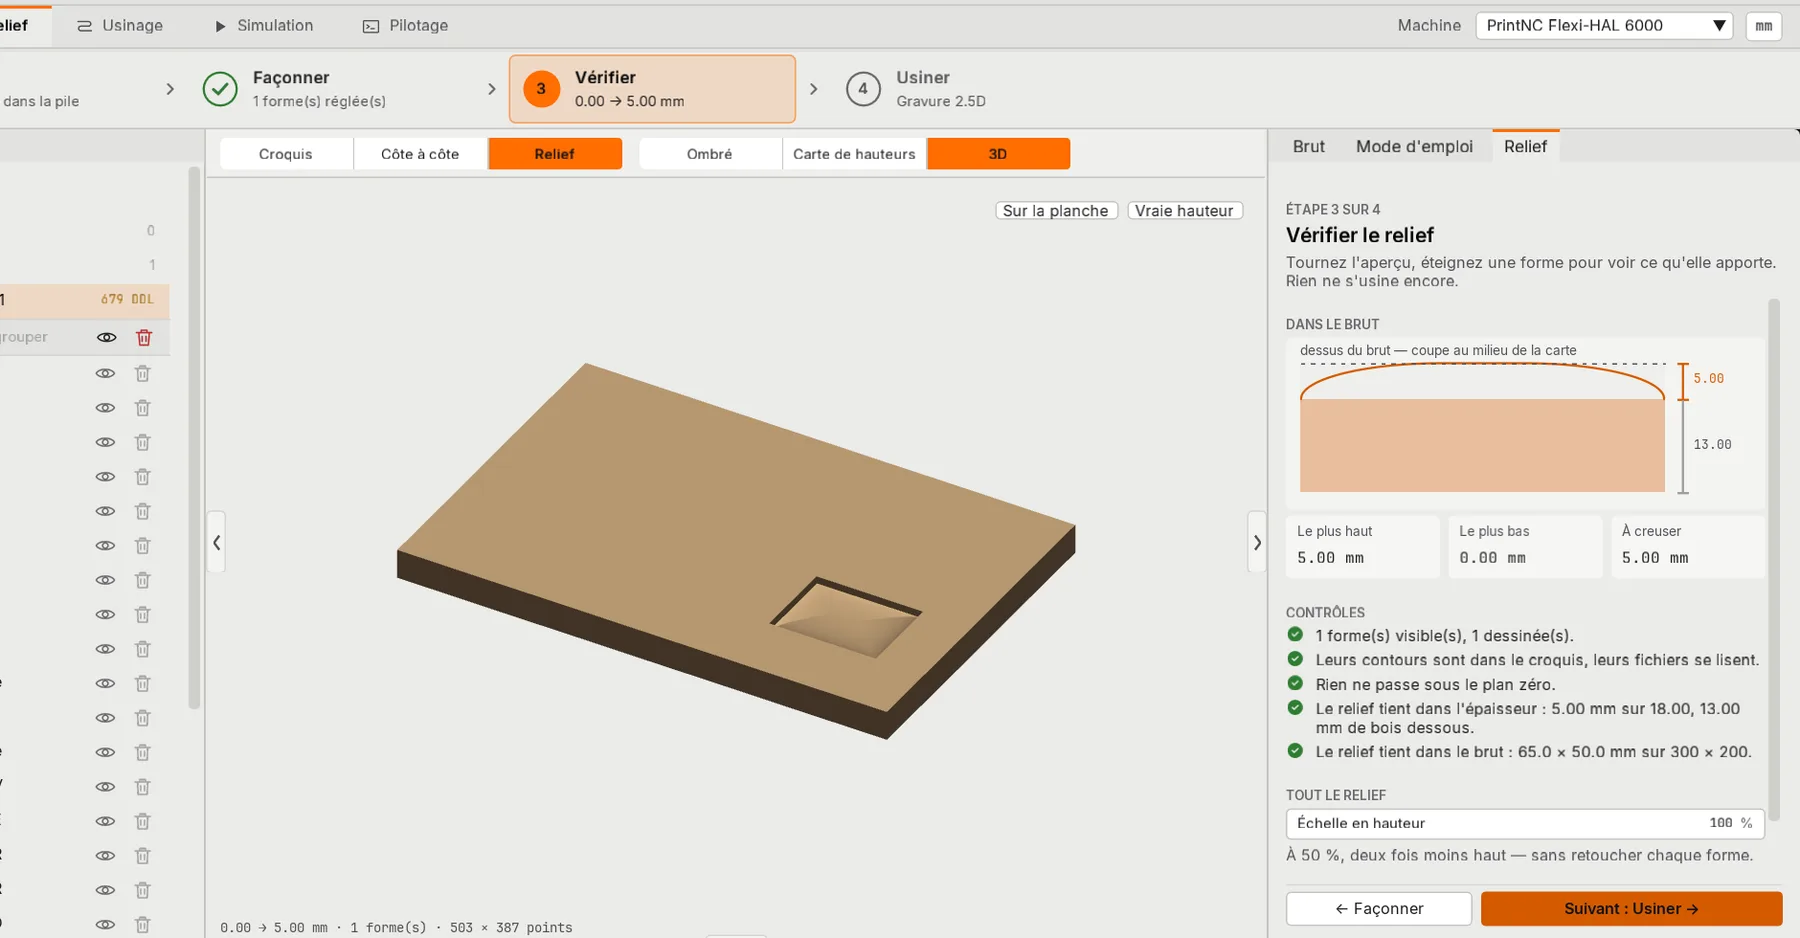 elief
Usinage
Simulation
Pilotage
Machine
PrintNC Flexi-HAL 6000
mm
dans la pile
Façonner
1 forme(s) réglée(s)
3
Vérifier
0.00 → 5.00 mm
4
Usiner
Gravure 2.5D
Croquis
Côte à côte
Relief
Ombré
Carte de hauteurs
3D
Brut
Mode d'emploi
Relief
Sur la planche
Vraie hauteur
0
1
1
679 DDL
grouper
0.00 → 5.00 mm · 1 forme(s) · 503 × 387 points
ÉTAPE 3 SUR 4
Vérifier le relief
Tournez l'aperçu, éteignez une forme pour voir ce qu'elle apporte.
Rien ne s'usine encore.
DANS LE BRUT
dessus du brut — coupe au milieu de la carte
5.00
13.00
Le plus haut
5.00 mm
Le plus bas
0.00 mm
À creuser
5.00 mm
CONTRÔLES
1 forme(s) visible(s), 1 dessinée(s).
Leurs contours sont dans le croquis, leurs fichiers se lisent.
Rien ne passe sous le plan zéro.
Le relief tient dans l'épaisseur : 5.00 mm sur 18.00, 13.00
mm de bois dessous.
Le relief tient dans le brut : 65.0 × 50.0 mm sur 300 × 200.
TOUT LE RELIEF
Échelle en hauteur
100 %
À 50 %, deux fois moins haut — sans retoucher chaque forme.
← Façonner
Suivant : Usiner →